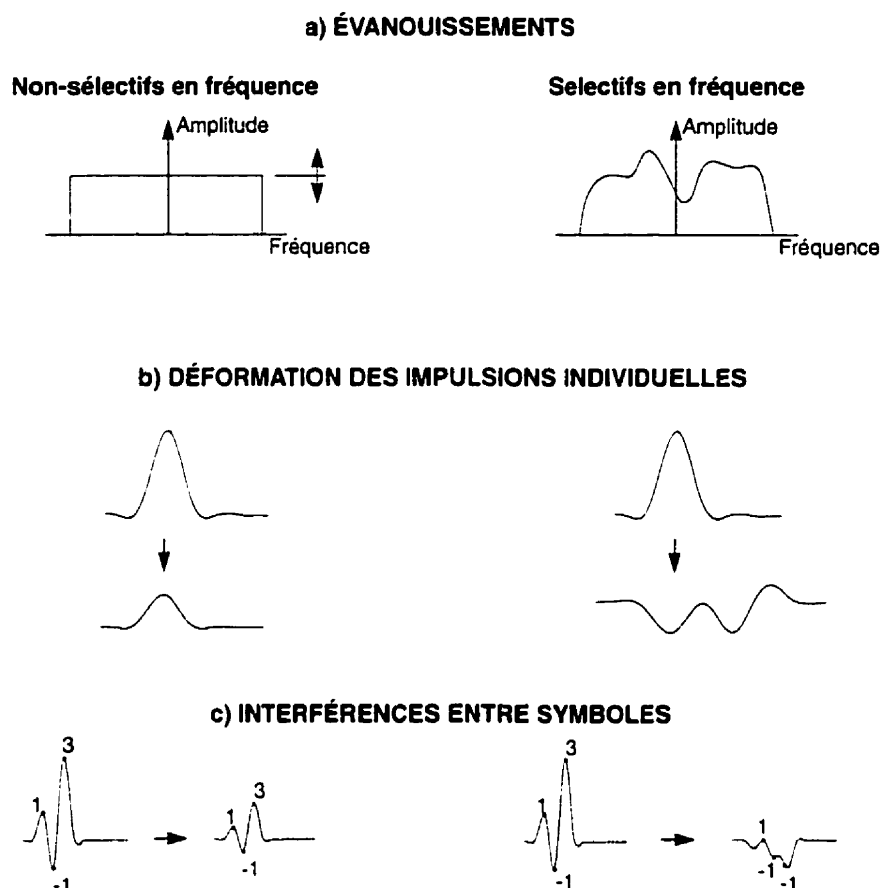 a) ÉVANOUISSEMENTS
Non-sélectifs en fréquence
Selectifs en fréquence
Amplitude
Amplitude
Fréquence
Fréquence
b) DÉFORMATION DES IMPULSIONS INDIVIDUELLES
c) INTERFÉRENCES ENTRE SYMBOLES
3
1
-1
3
1
-1
3
1
-1
1
-1
-1